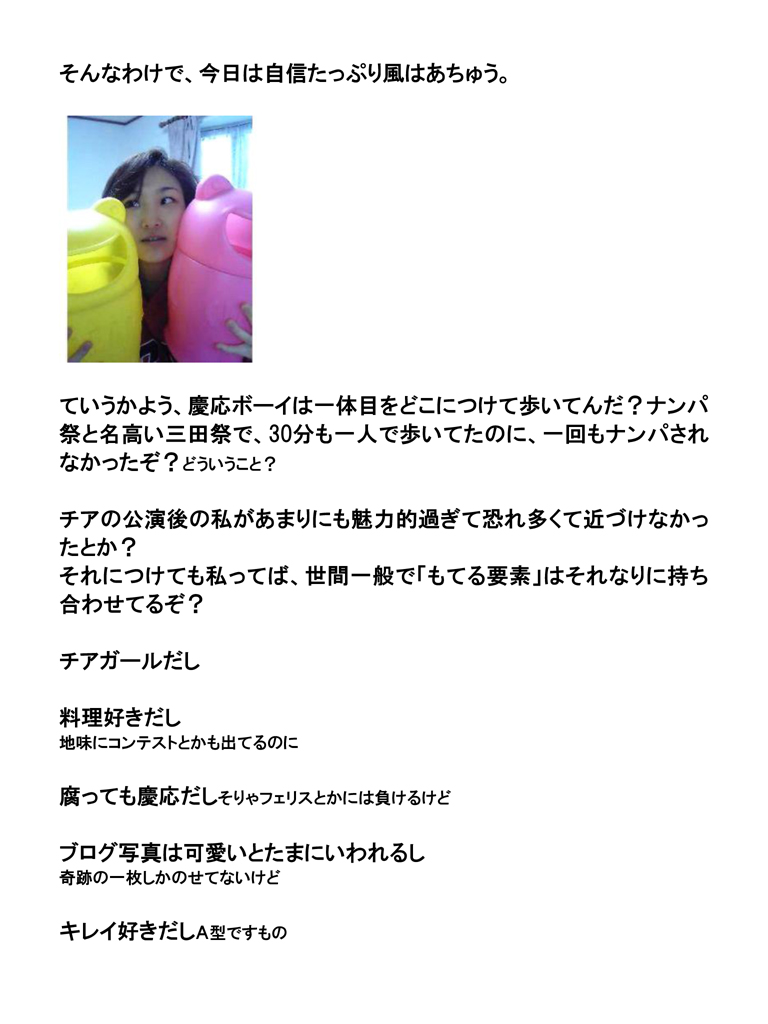 そんなわけで、今日は自信たっぷり風はあちゅう。
ていうかよう、慶応ボーイは一体目をどこにつけて歩いてんだ？ナンパ
祭と名高い三田祭で、30分も一人で歩いてたのに、一回もナンパされ
なかったぞ？どういうこと？
チアの公演後の私があまりにも魅力的過ぎて恐れ多くて近づけなかっ
たとか？
それにつけても私ってば、世間一般で「もてる要素」はそれなりに持ち
合わせてるぞ？
チアガールだし
料理好きだし
地味にコンテストとかも出てるのに
腐っても慶応だしそりゃフェリスとかには負けるけど
ブログ写真は可愛いとたまにいわれるし
奇跡の一枚しかのせてないけど
キレイ好きだしA型ですもの